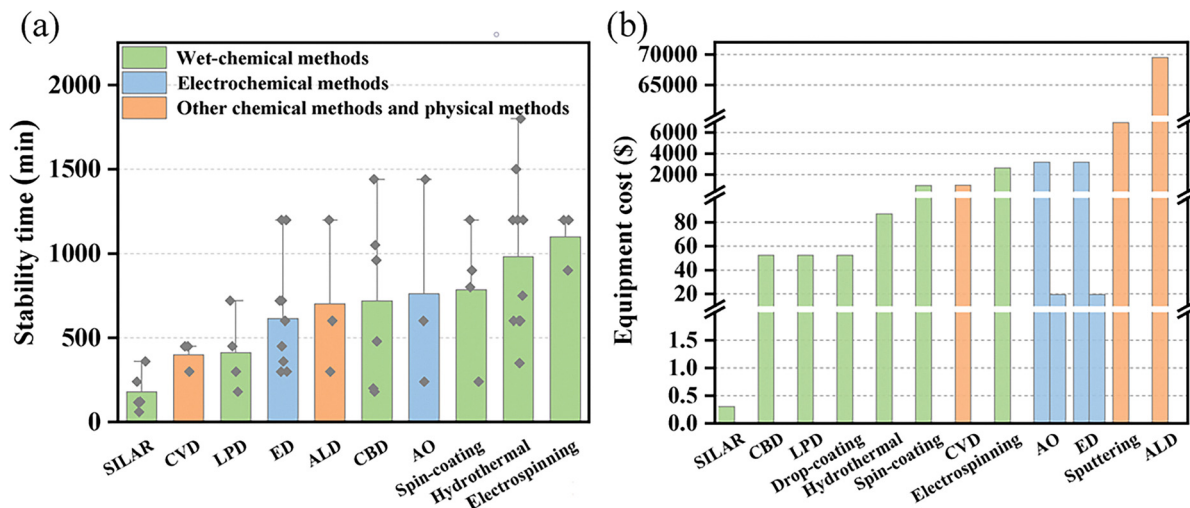 (a)
Stability time (min)
2000
1500
1000
500
0
Wet-chemical methods
Electrochemical methods
Other chemical methods and physical methods
SILAR
CVD
LPD
ED
ALD
CBD
AO
Spin-coating
Hydrothermal
Electrospinning
(b)
Equipment cost ($)
70000
65000
6000
4000
2000
80
60
40
20
1.5
1.0
0.5
0.0
SILAR
CBD
LPD
Drop-coating
Hydrothermal
Spin-coating
CVD
Electrospinning
AO
ED
Sputtering
ALD